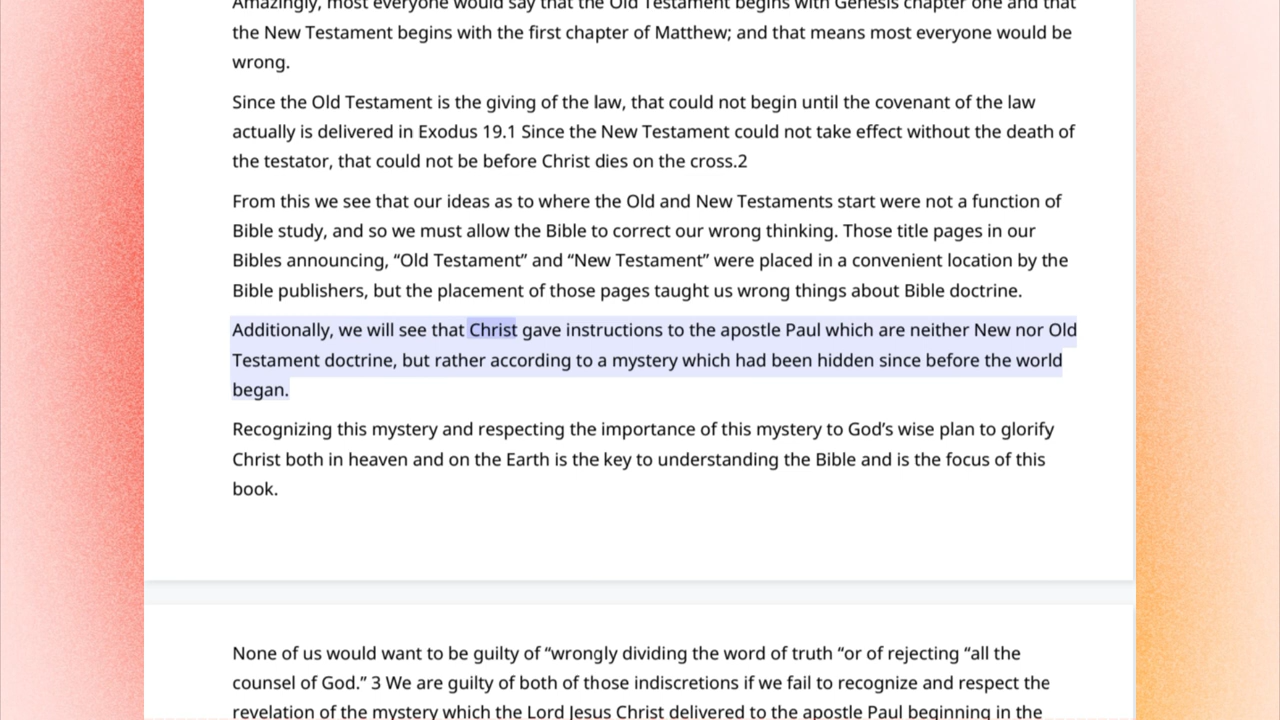 Amazingly, most everyone would say that the Old Testament begins with Genesis chapter one and that
the New Testament begins with the first chapter of Matthew; and that means most everyone would be
wrong.
Since the Old Testament is the giving of the law, that could not begin until the covenant of the law
actually is delivered in Exodus 19.1 Since the New Testament could not take effect without the death of
the testator, that could not be before Christ dies on the cross.2
From this we see that our ideas as to where the Old and New Testaments start were not a function of
Bible study, and so we must allow the Bible to correct our wrong thinking. Those title pages in our
Bibles announcing, “Old Testament” and “New Testament” were placed in a convenient location by the
Bible publishers, but the placement of those pages taught us wrong things about Bible doctrine.
Additionally, we will see that Christ gave instructions to the apostle Paul which are neither New nor Old
Testament doctrine, but rather according to a mystery which had been hidden since before the world
began.
Recognizing this mystery and respecting the importance of this mystery to God’s wise plan to glorify
Christ both in heaven and on the Earth is the key to understanding the Bible and is the focus of this
book.
None of us would want to be guilty of “wrongly dividing the word of truth “or of rejecting “all the
counsel of God.” 3 We are guilty of both of those indiscretions if we fail to recognize and respect the
revelation of the mystery which the Lord Jesus Christ delivered to the apostle Paul beginning in the